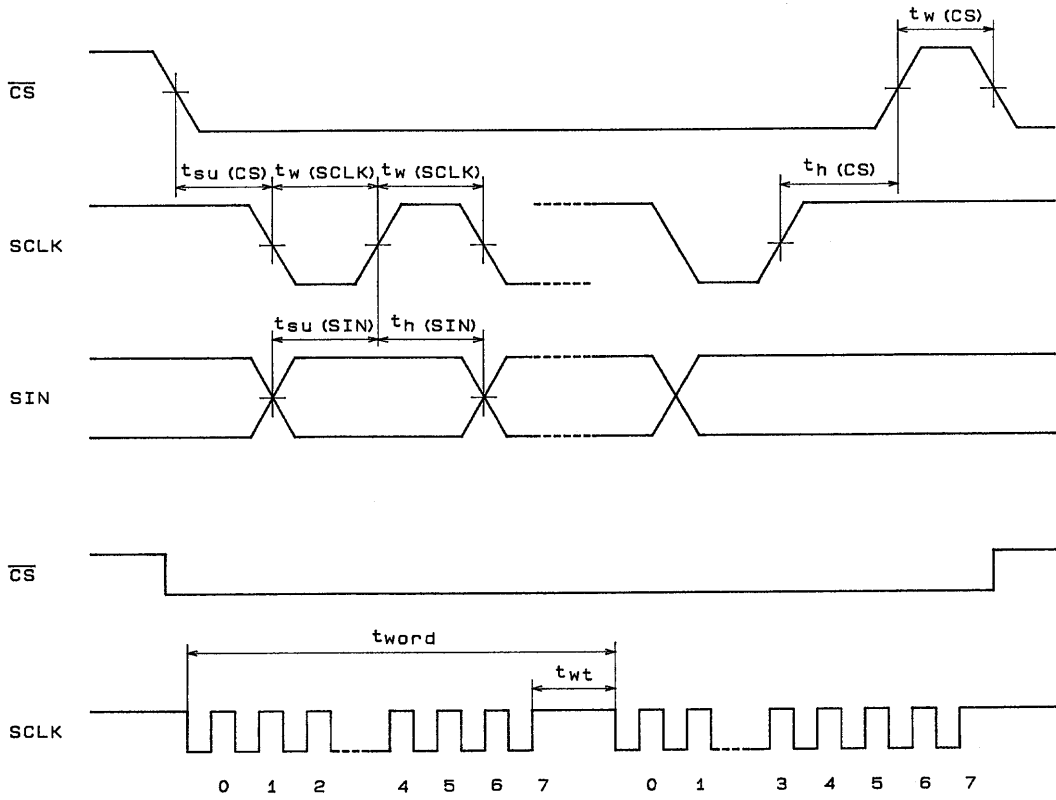 tw (CS)
CS
tsu (CS) tw (SCLK) tw (SCLK) th (CS)
SCLK
tsu (SIN) th (SIN)
SIN
CS
tword
twt
SCLK
0 1 2 4 5 6 7 0 1 3 4 5 6 7